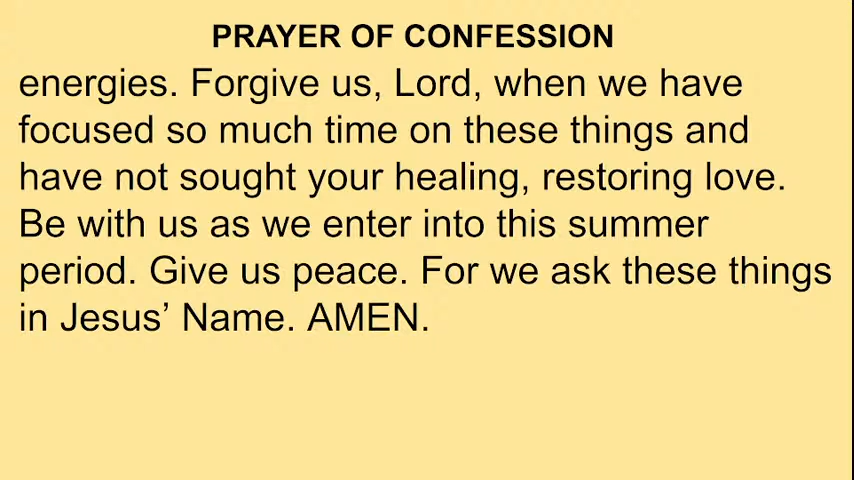 PRAYER OF CONFESSION
energies. Forgive us, Lord, when we have
focused so much time on these things and
have not sought your healing, restoring love.
Be with us as we enter into this summer
period. Give us peace. For we ask these things
in Jesus’ Name. AMEN.